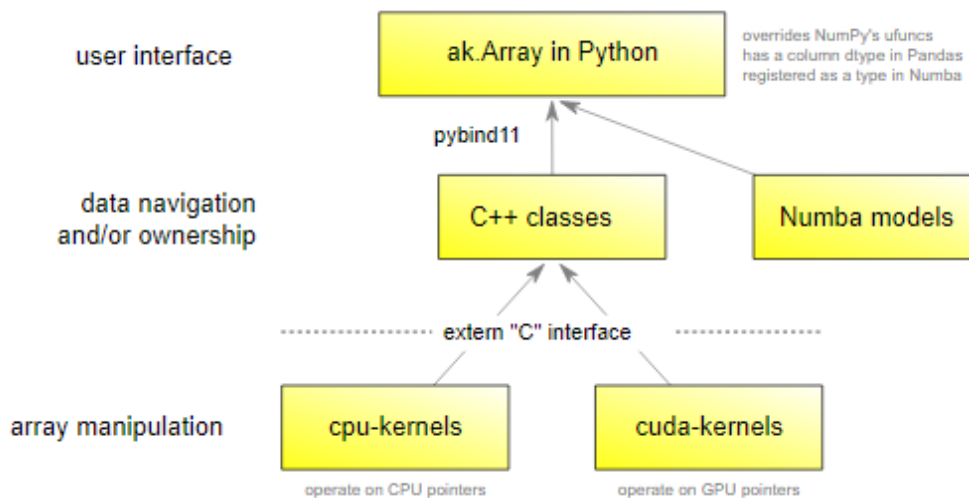 user interface
ak.Array in Python
overrides NumPy's ufuncs
has a column dtype in Pandas
registered as a type in Numba
pybind11
data navigation
and/or ownership
C++ classes
Numba models
extern "C" interface
array manipulation
cpu-kernels
cuda-kernels
operate on CPU pointers
operate on GPU pointers